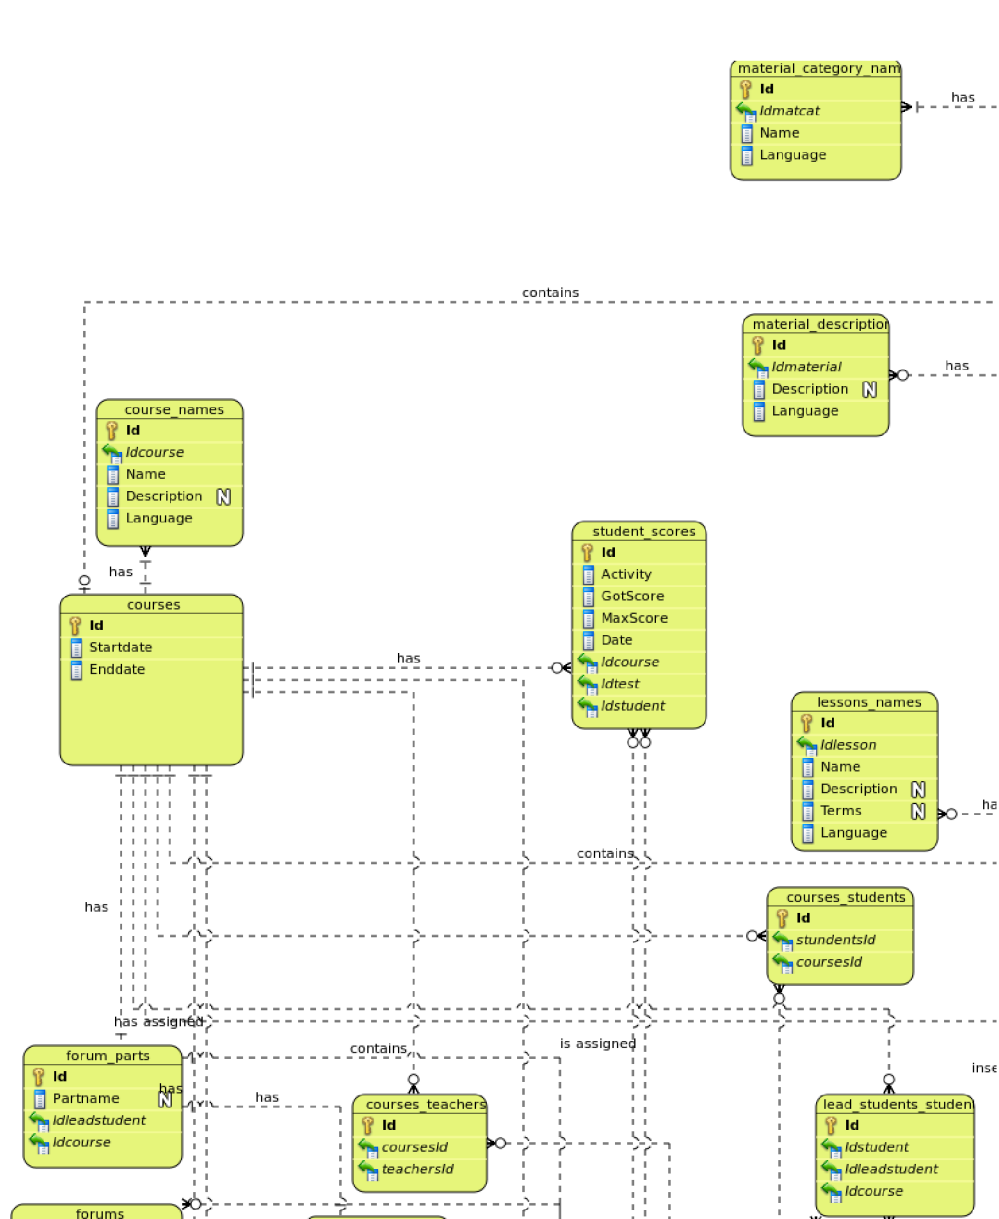 material_category_nam
Id
Idmatcat
Name
Language
has
contains
material_description
Id
Idmaterial
Description N
Language
has
course_names
Id
Idcourse
Name
Description N
Language
has
courses
Id
Startdate
Enddate
has
student_scores
Id
Activity
GotScore
MaxScore
Date
Idcourse
Idtest
Idstudent
lessons_names
Id
Idlesson
Name
Description N
Terms N
Language
ha
contains
has
courses_students
Id
stundentsId
coursesId
has assigned
contains
is assigned
inse
forum_parts
Id
Partname N
Idleadstudent
Idcourse
has
has
courses_teachers
Id
coursesId
teachersId
lead_students_studen
Id
Idstudent
Idleadstudent
Idcourse
forums